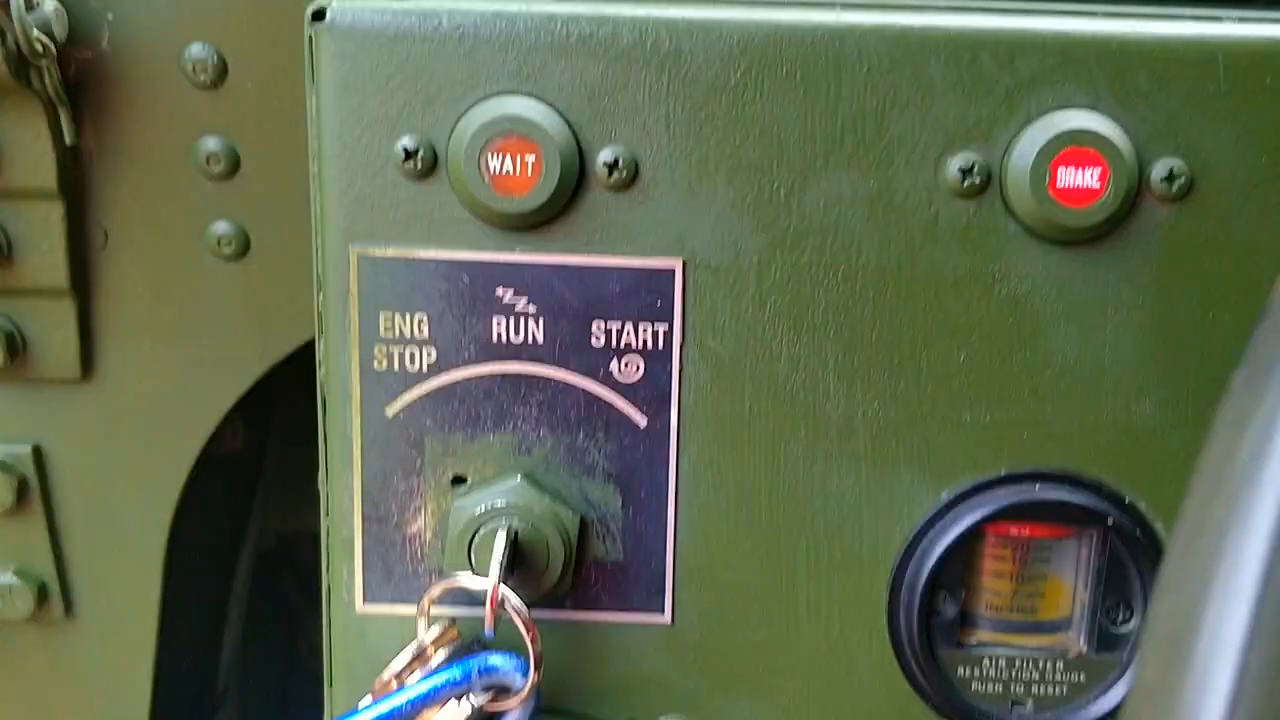 WAIT
BRAKE
ENG
STOP
RUN
START
AIR FILTER
RESTRICTION GAUGE
PUSH TO RESET